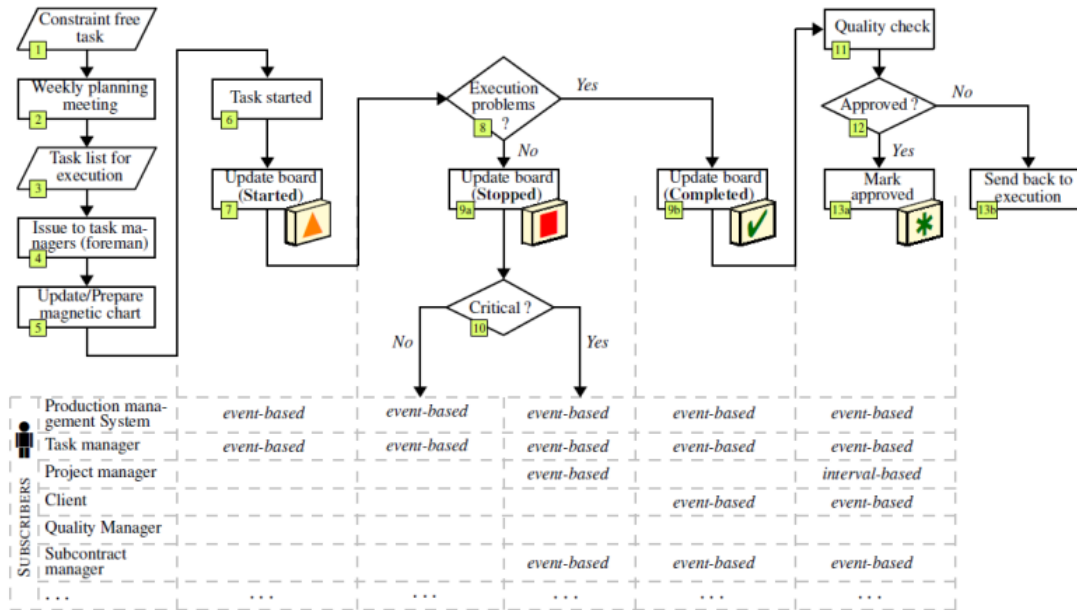 Constraint free
task
1
Weekly planning
meeting
2
Task list for
execution
3
Issue to task ma-
nagers (foreman)
4
Update/Prepare
magnetic chart
5
Task started
6
Update board
(Started)
7
Execution
problems
?
8
Yes
No
Update board
(Stopped)
9a
Update board
(Completed)
9b
Critical ?
10
No
Yes
Quality check
11
Approved ?
12
No
Yes
Mark
approved
13a
Send back to
execution
13b
SUBSCRIBERS
Production mana-
gement System
event-based event-based event-based event-based event-based
Task manager event-based event-based event-based event-based event-based
Project manager event-based interval-based
Client event-based event-based
Quality Manager
Subcontract
manager
event-based event-based event-based
. . . . . . . . . . . . . . . . . .